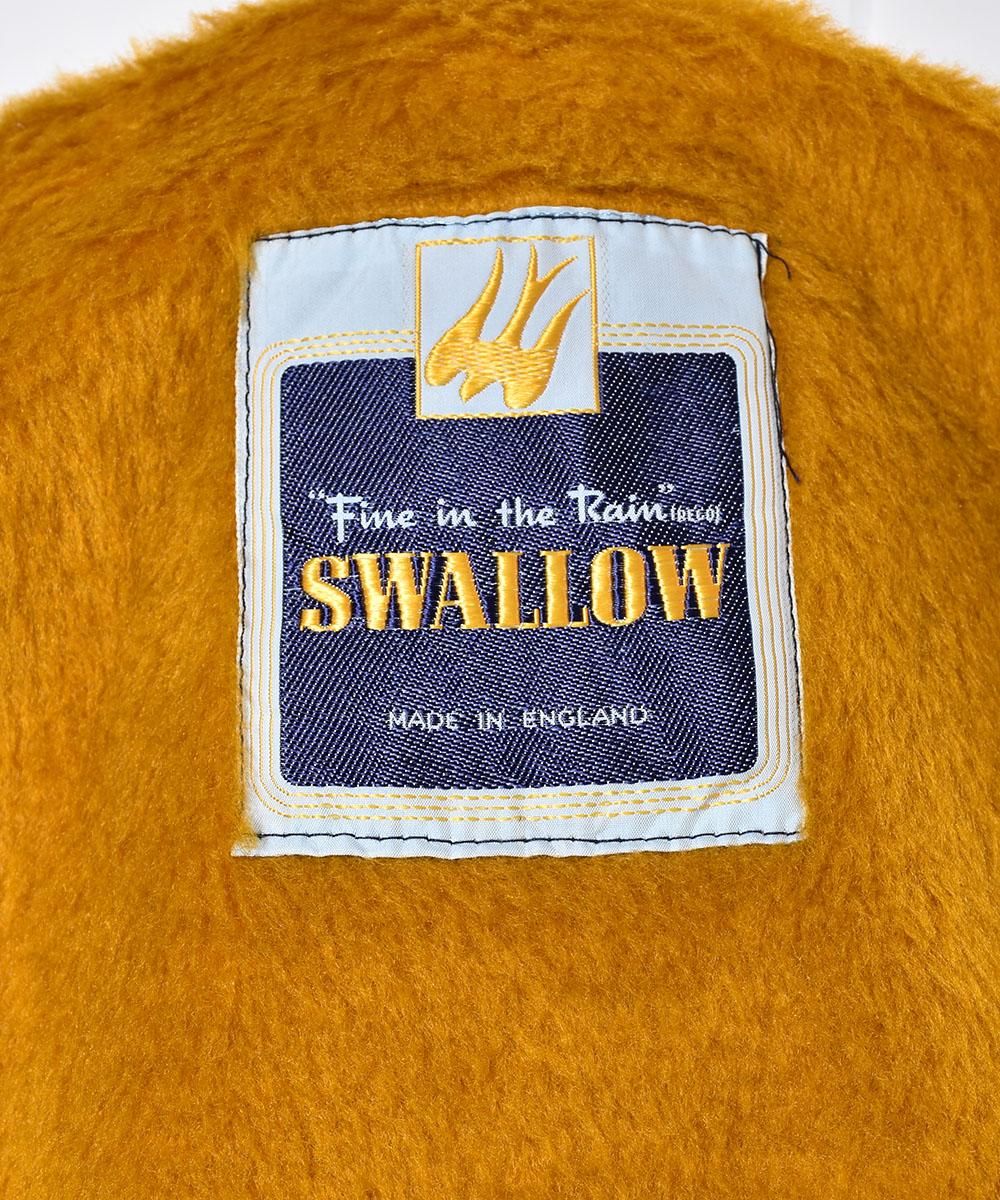 "Fine in the Rain" (REGD)
SWALLOW
MADE IN ENGLAND